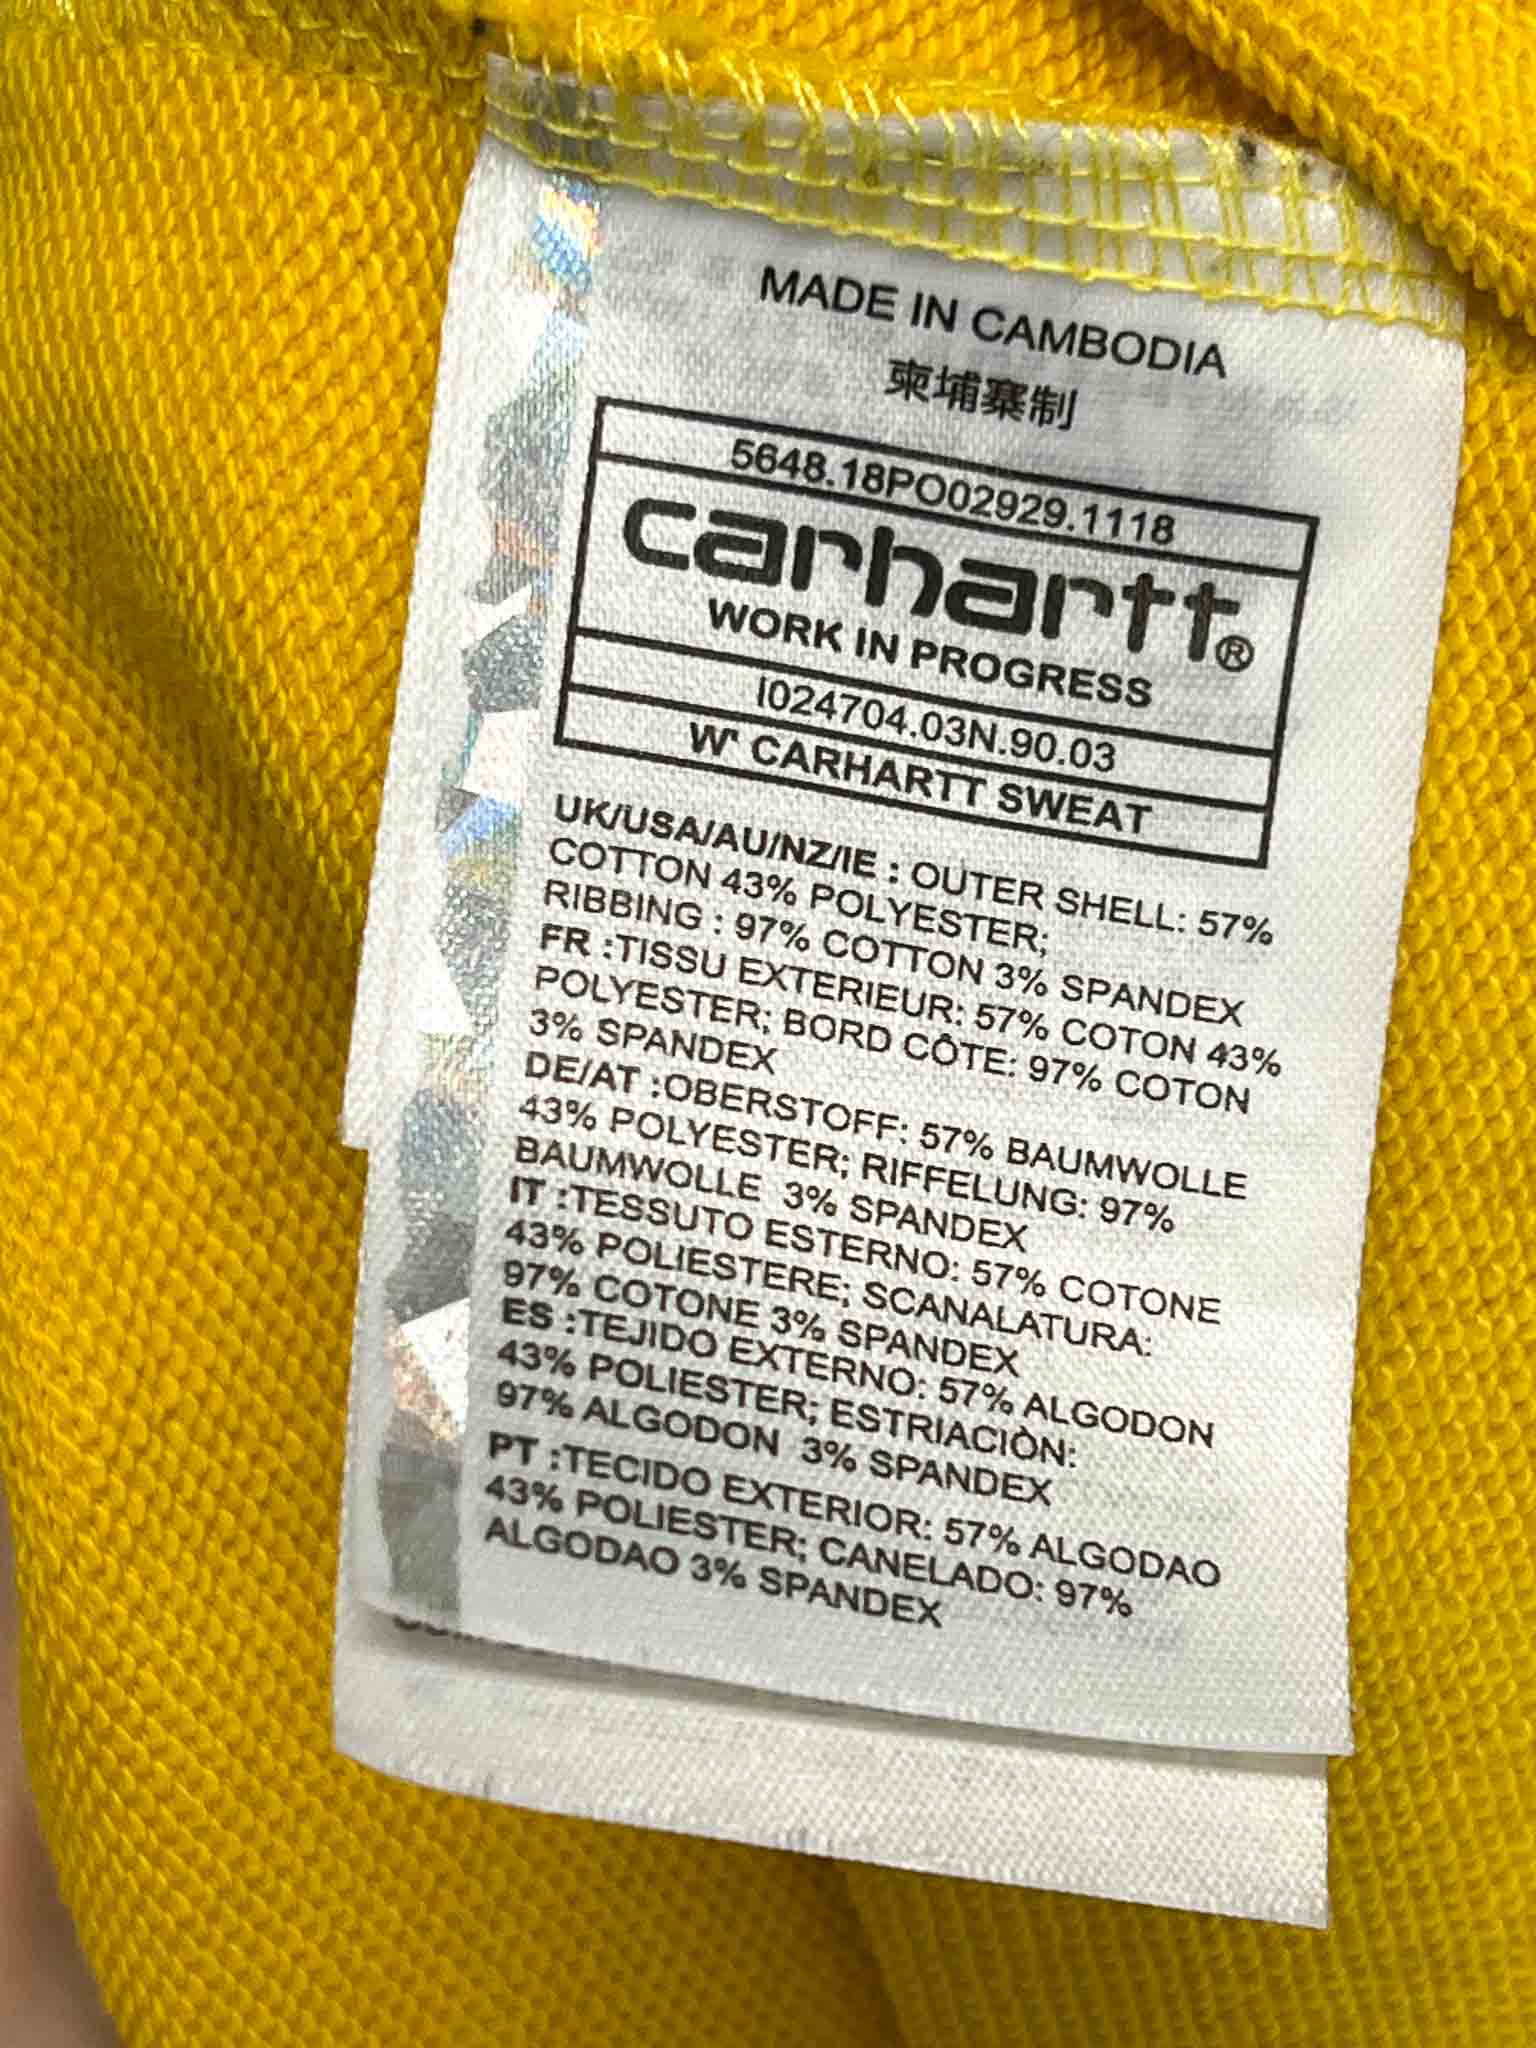 MADE IN CAMBODIA
柬埔寨制
5648.18PO02929.1118
carhartt®
WORK IN PROGRESS
I024704.03N.90.03
W' CARHARTT SWEAT
UK/USA/AU/NZ/IE : OUTER SHELL: 57%
COTTON 43% POLYESTER;
RIBBING : 97% COTTON 3% SPANDEX
FR :TISSU EXTERIEUR: 57% COTON 43%
POLYESTER; BORD CÔTE: 97% COTON
3% SPANDEX
DE/AT :OBERSTOFF: 57% BAUMWOLLE
43% POLYESTER; RIFFELUNG: 97%
BAUMWOLLE 3% SPANDEX
IT :TESSUTO ESTERNO: 57% COTONE
43% POLIESTERE; SCANALATURA:
97% COTONE 3% SPANDEX
ES :TEJIDO EXTERNO: 57% ALGODON
43% POLIESTER; ESTRIACIÒN:
97% ALGODON 3% SPANDEX
PT :TECIDO EXTERIOR: 57% ALGODAO
43% POLIESTER; CANELADO: 97%
ALGODAO 3% SPANDEX